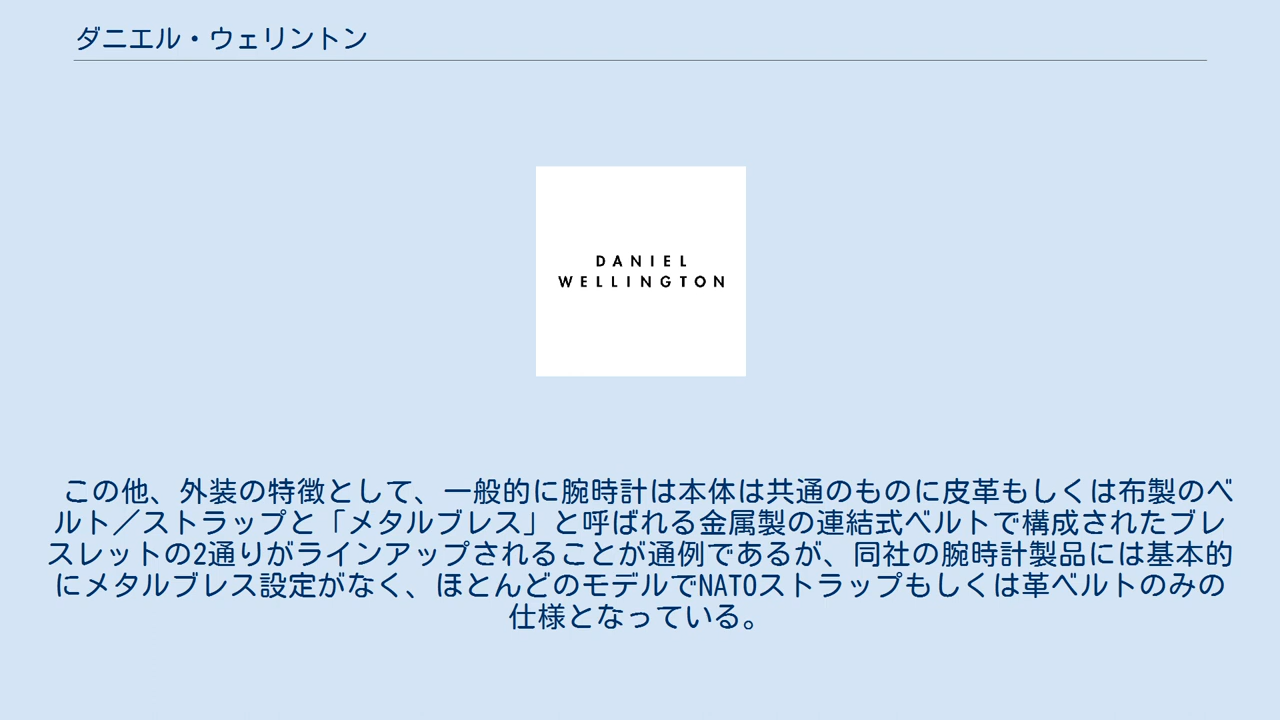 ダニエル・ウェリントン
DANIEL
WELLINGTON
この他、外装の特徴として、一般的に腕時計は本体は共通のものに皮革もしくは布製のベ
ルト／ストラップと「メタルブレス」と呼ばれる金属製の連結式ベルトで構成されたブレ
スレットの2通りがラインアップされることが通例であるが、同社の腕時計製品には基本的
にメタルブレス設定がなく、ほとんどのモデルでNATOストラップもしくは革ベルトのみの
仕様となっている。